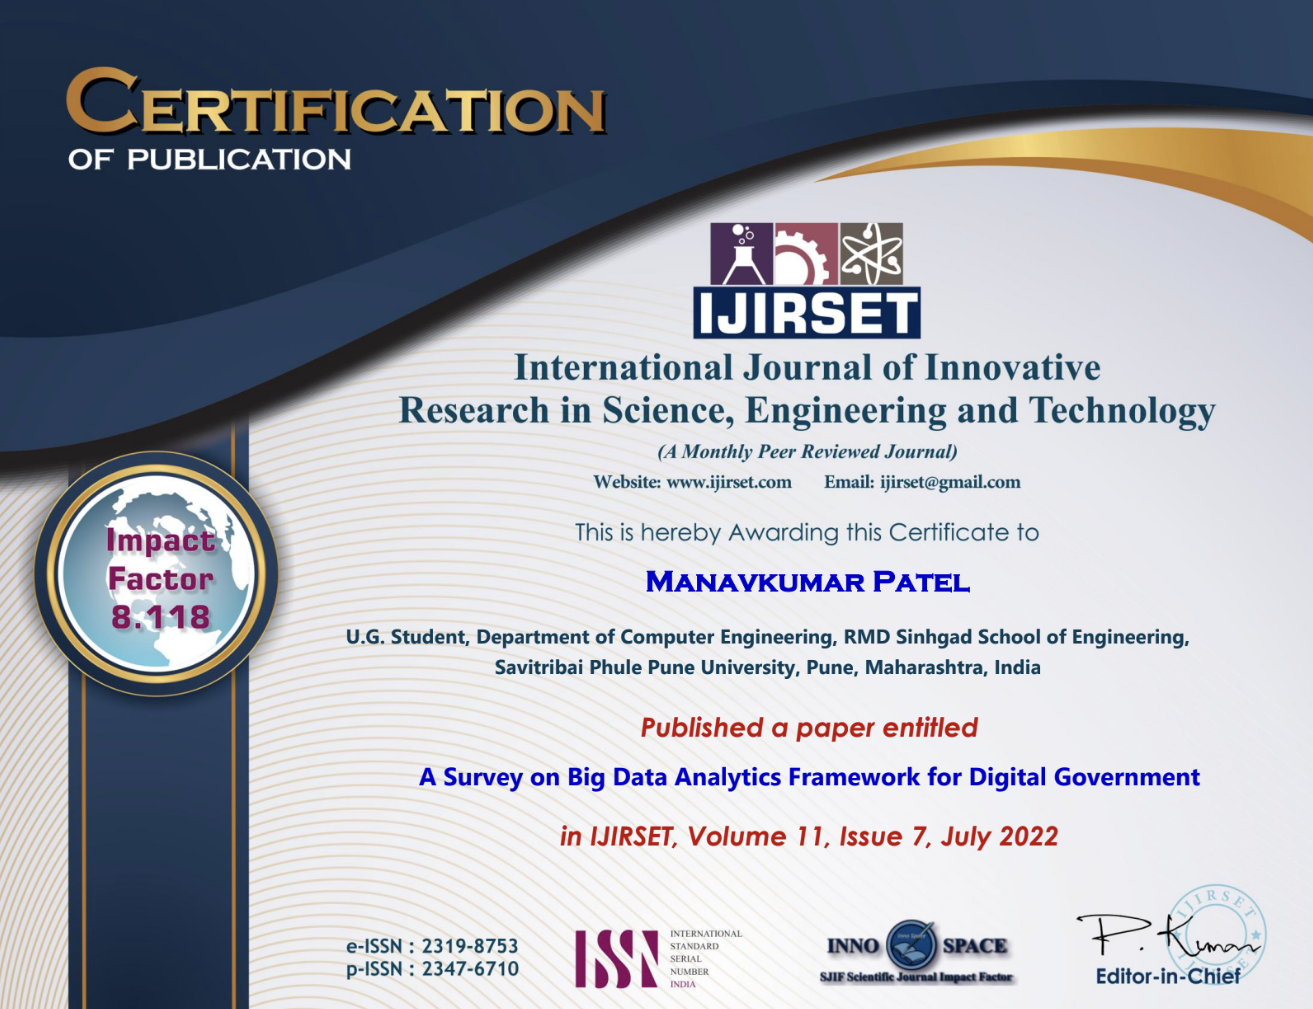 CERTIFICATION
OF PUBLICATION
IJIRSET
International Journal of Innovative
Research in Science, Engineering and Technology
(A Monthly Peer Reviewed Journal)
Website: www.ijirset.com Email: ijirset@gmail.com
This is hereby Awarding this Certificate to
MANAVKUMAR PATEL
Impact
Factor
8.118
U.G. Student, Department of Computer Engineering, RMD Sinhgad School of Engineering,
Savitribai Phule Pune University, Pune, Maharashtra, India
Published a paper entitled
A Survey on Big Data Analytics Framework for Digital Government
in IJIRSET, Volume 11, Issue 7, July 2022
e-ISSN : 2319-8753
p-ISSN : 2347-6710
ISSN
INTERNATIONAL
STANDARD
SERIAL
NUMBER
INDIA
INNO SPACE
Inno Space
SJIF Scientific Journal Impact Factor
IJIRSET
P. Kumar
Editor-in-Chief